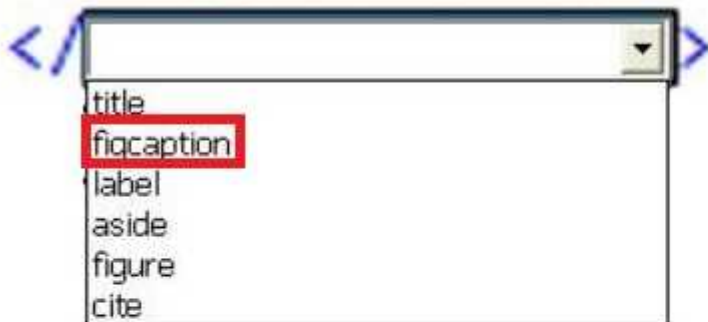 </ >
title
figcaption
label
aside
figure
cite